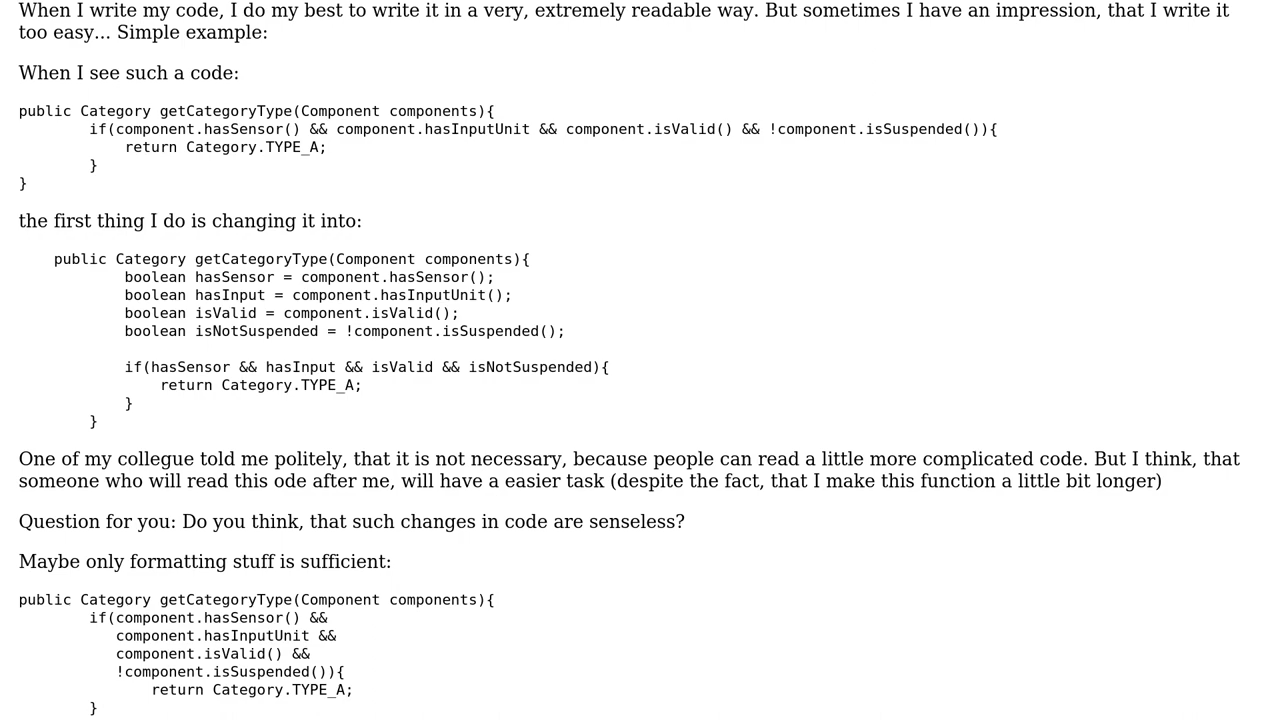 When I write my code, I do my best to write it in a very, extremely readable way. But sometimes I have an impression, that I write it
too easy... Simple example:
When I see such a code:
public Category getCategoryType(Component components){
        if(component.hasSensor() && component.hasInputUnit && component.isValid() && !component.isSuspended()){
            return Category.TYPE_A;
        }
}
the first thing I do is changing it into:
    public Category getCategoryType(Component components){
            boolean hasSensor = component.hasSensor();
            boolean hasInput = component.hasInputUnit();
            boolean isValid = component.isValid();
            boolean isNotSuspended = !component.isSuspended();
            if(hasSensor && hasInput && isValid && isNotSuspended){
                return Category.TYPE_A;
            }
        }
One of my collegue told me politely, that it is not necessary, because people can read a little more complicated code. But I think, that
someone who will read this ode after me, will have a easier task (despite the fact, that I make this function a little bit longer)
Question for you: Do you think, that such changes in code are senseless?
Maybe only formatting stuff is sufficient:
public Category getCategoryType(Component components){
        if(component.hasSensor() &&
           component.hasInputUnit &&
           component.isValid() &&
           !component.isSuspended()){
               return Category.TYPE_A;
        }